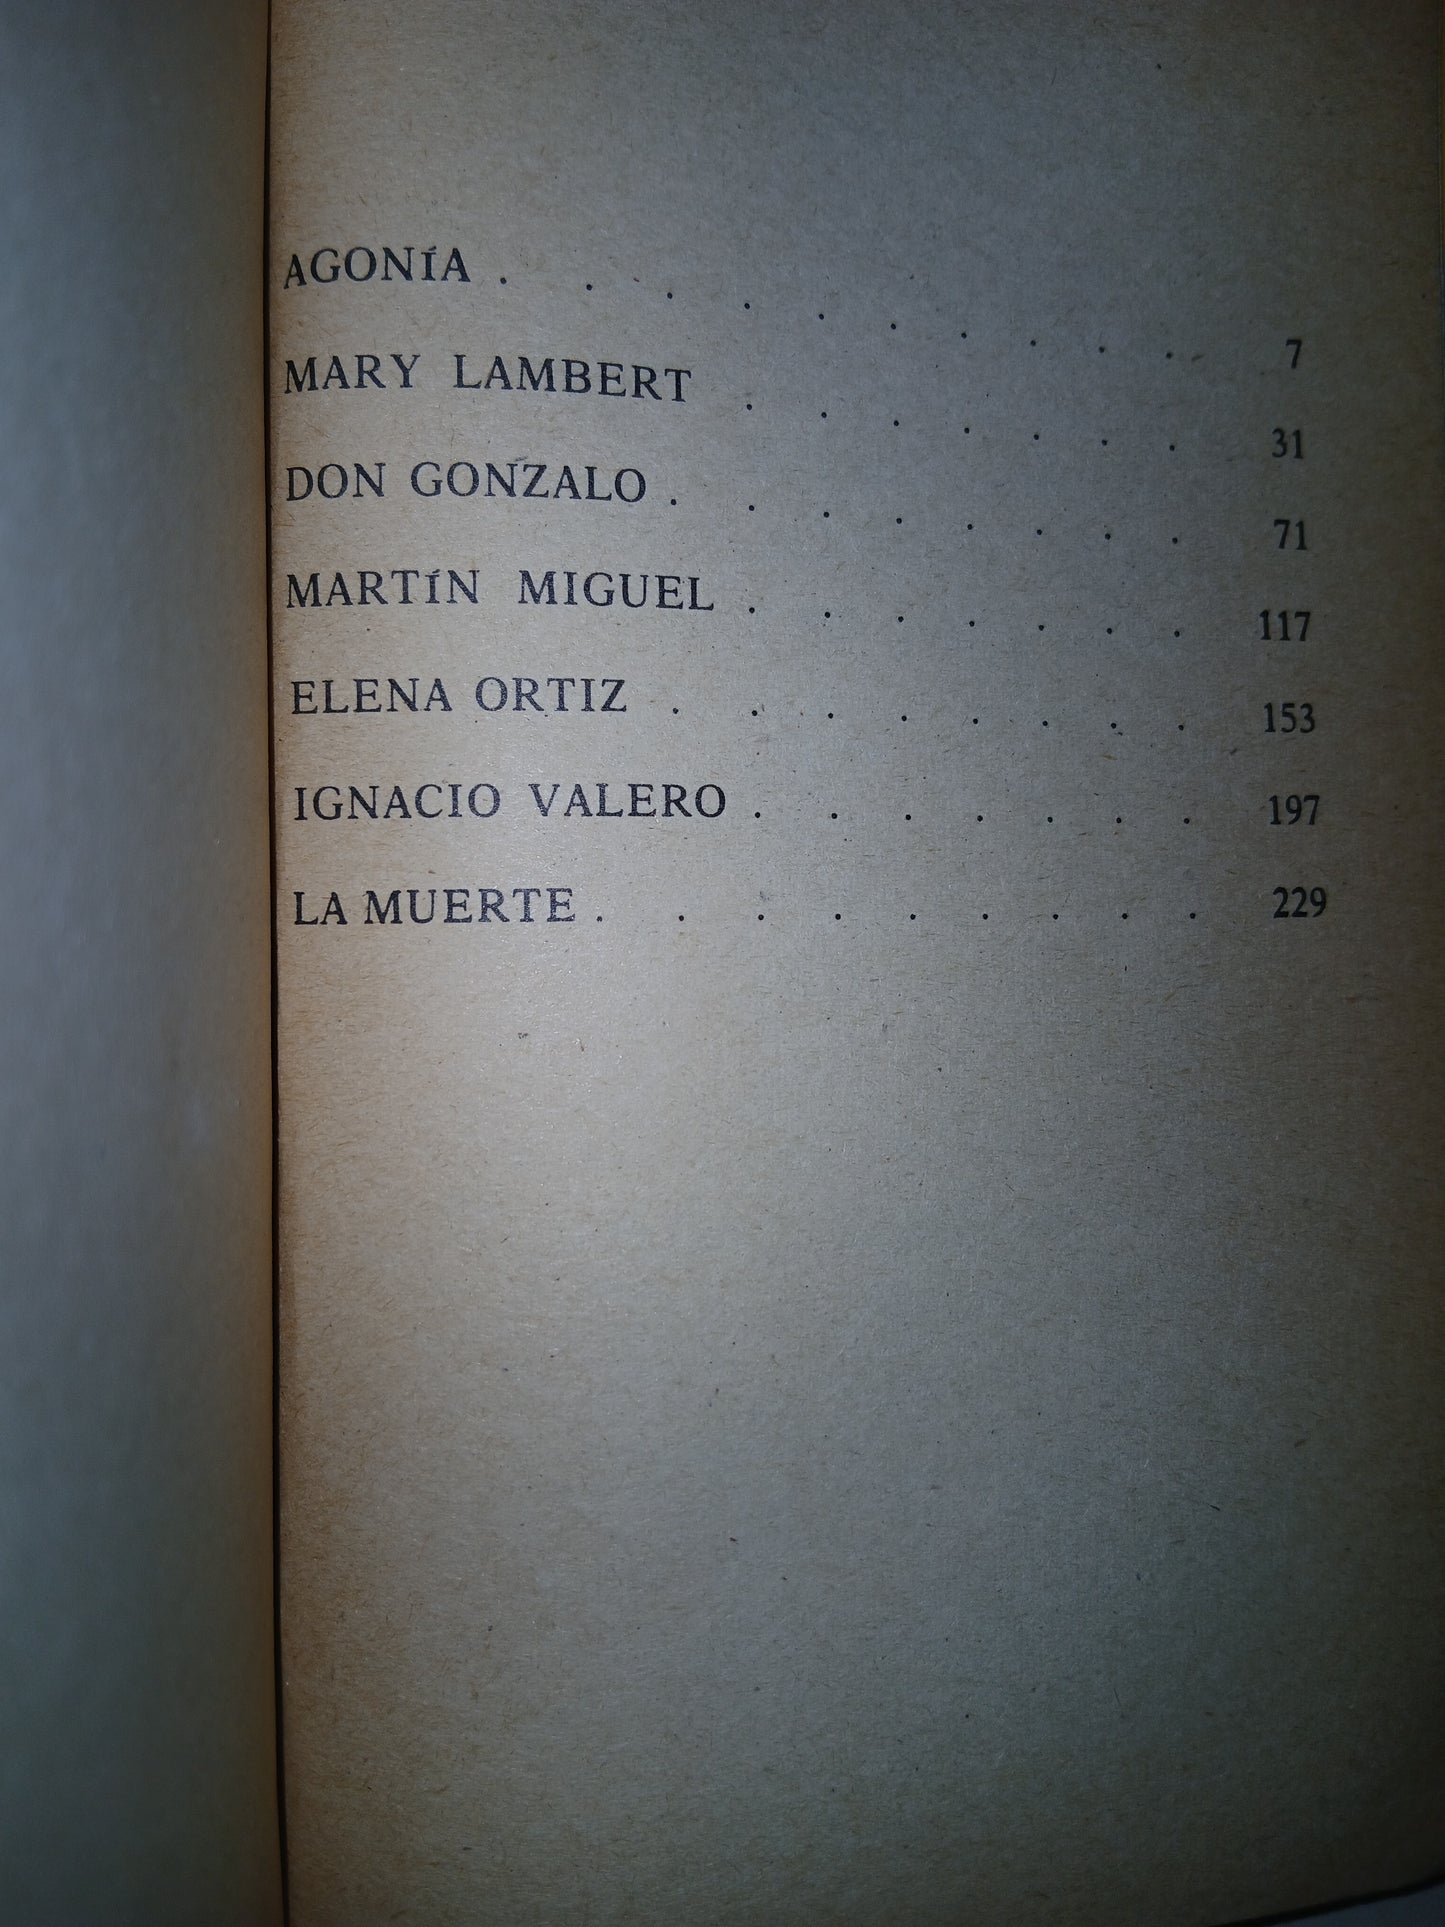 AGONÍA . . . . . . . . . . 7
MARY LAMBERT . . . . . . . 31
DON GONZALO . . . . . . . . 71
MARTÍN MIGUEL . . . . . . . 117
ELENA ORTIZ . . . . . . . . 153
IGNACIO VALERO . . . . . . . 197
LA MUERTE . . . . . . . . . 229